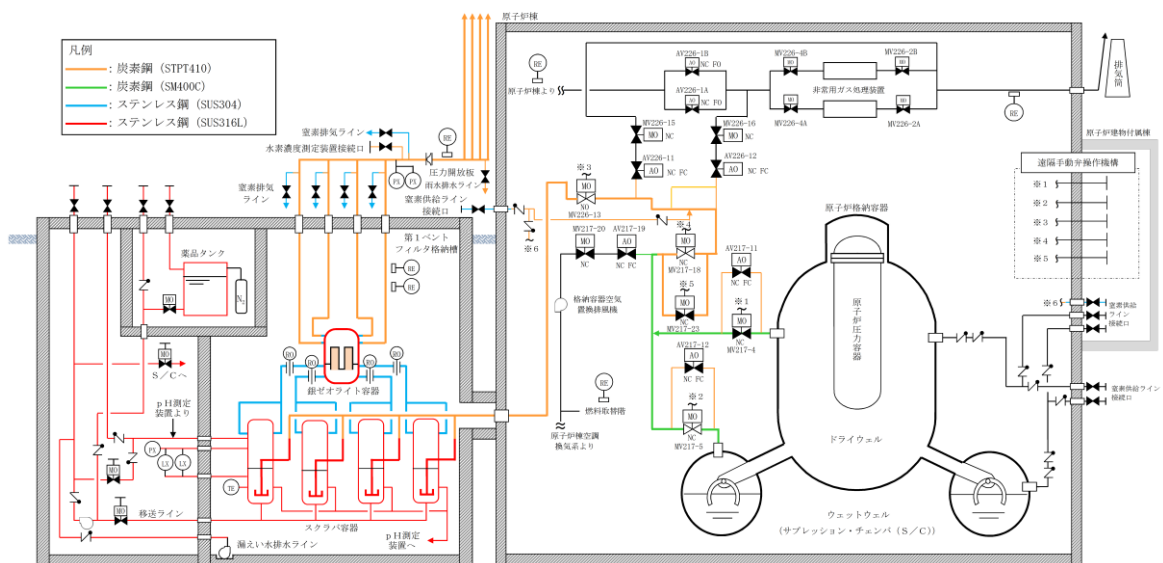 凡例
：炭素鋼（STPT410）
：炭素鋼（SM400C）
：ステンレス鋼（SUS304）
：ステンレス鋼（SUS316L）
原子炉棟
RE
原子炉棟より
AV226-1B
AO
NC FO
AV226-1A
AO
NC FO
MV226-4B
MO
MV226-2B
MO
非常用ガス処理装置
MO
MV226-4A
MO
MV226-2A
RE
排気筒
MV226-15
MO
NC
MV226-16
MO
NC
AV226-11
AO
NC
AV226-12
AO
NC
原子炉建物付属棟
遠隔手動弁操作機構
※1
※2
※3
※4
※5
※6
窒素供給
ライン
接続口
窒素供給ライン
接続口
窒素排気ライン
水素濃度測定装置接続口
RE
圧力開放板
雨水排水ライン
PI
PI
窒素排気
ライン
窒素供給ライン
接続口
※6
※3
MO
NO
MV226-13
MV217-20
MO
NC
AV217-19
AO
NC FC
※4
MO
NC
MV217-18
※5
MO
NC
MV217-23
AV217-11
AO
NC FC
※1
MO
NC
MV217-4
AV217-12
AO
NC FC
※2
MO
NC
MV217-5
格納容器空気
置換排風機
RE
燃料取替階
原子炉棟空調
換気系より
原子炉格納容器
原子炉圧力容器
ドライウェル
ウェットウェル
（サプレッション・チェンバ（S／C））
第1ベント
フィルタ格納槽
RE
RE
薬品タンク
MO
N₂
MO
S／Cへ
pH測定
装置より
RO
RO
RO
RO
銀ゼオライト容器
PX
LX
LX
MO
TE
MO
移送ライン
スクラバ容器
pH測定
装置へ
漏えい水排水ライン